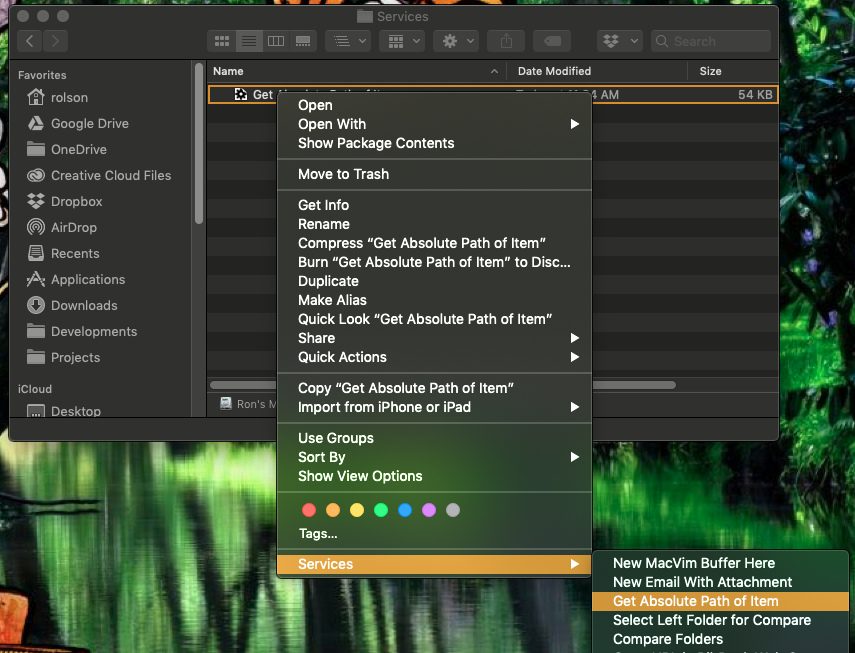 Services
Search
Favorites
rolson
Google Drive
OneDrive
Creative Cloud Files
Dropbox
AirDrop
Recents
Applications
Downloads
Developments
Projects
iCloud
Desktop
Name
Date Modified
Size
Get
AM
54 KB
Ron's M
Open
Open With
Show Package Contents
Move to Trash
Get Info
Rename
Compress “Get Absolute Path of Item”
Burn “Get Absolute Path of Item” to Disc...
Duplicate
Make Alias
Quick Look “Get Absolute Path of Item”
Share
Quick Actions
Copy “Get Absolute Path of Item”
Import from iPhone or iPad
Use Groups
Sort By
Show View Options
Tags...
Services
New MacVim Buffer Here
New Email With Attachment
Get Absolute Path of Item
Select Left Folder for Compare
Compare Folders